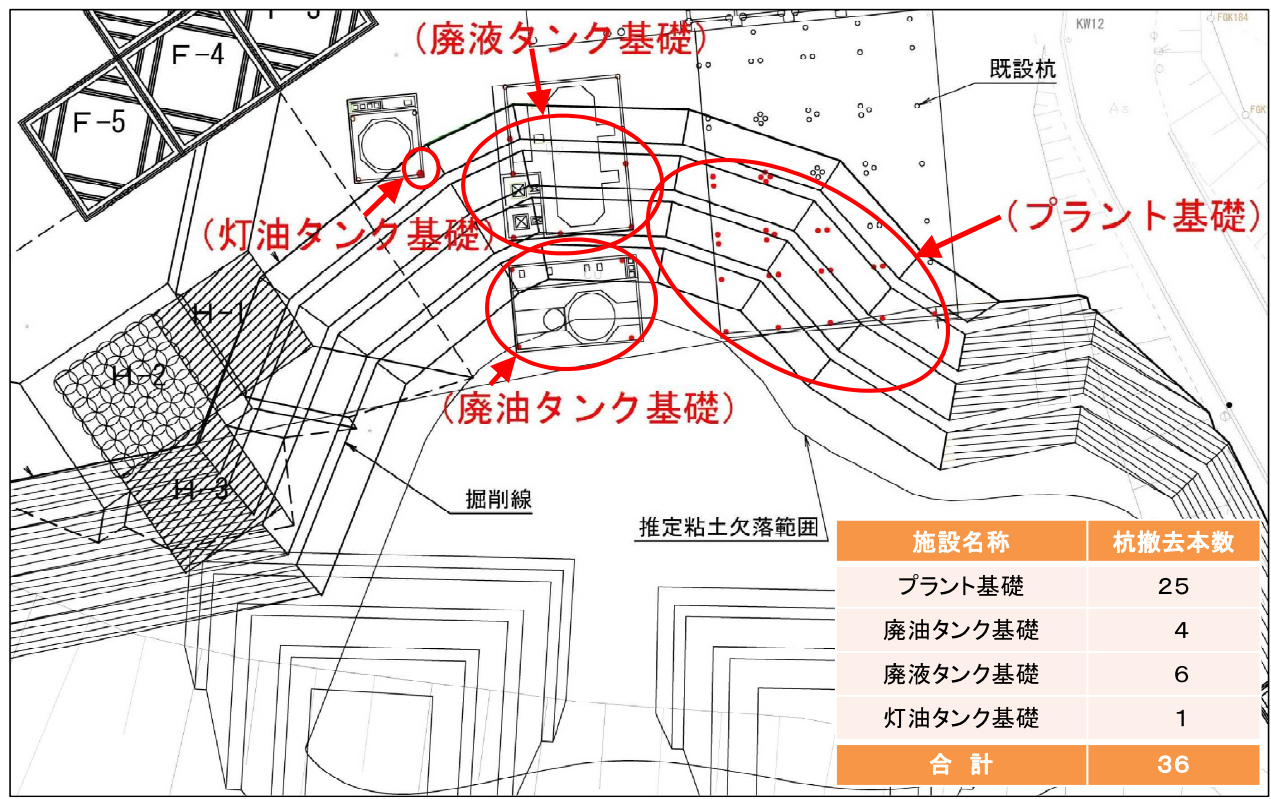 F-3
F-4
F-5
KW12
FGK184
FGK
As
(廃液タンク基礎)
既設杭
(灯油タンク基礎)
(プラント基礎)
H-1
H-2
H-3
(廃油タンク基礎)
掘削線
推定粘土欠落範囲
施設名称 杭撤去本数
プラント基礎 25
廃油タンク基礎 4
廃液タンク基礎 6
灯油タンク基礎 1
合 計 36